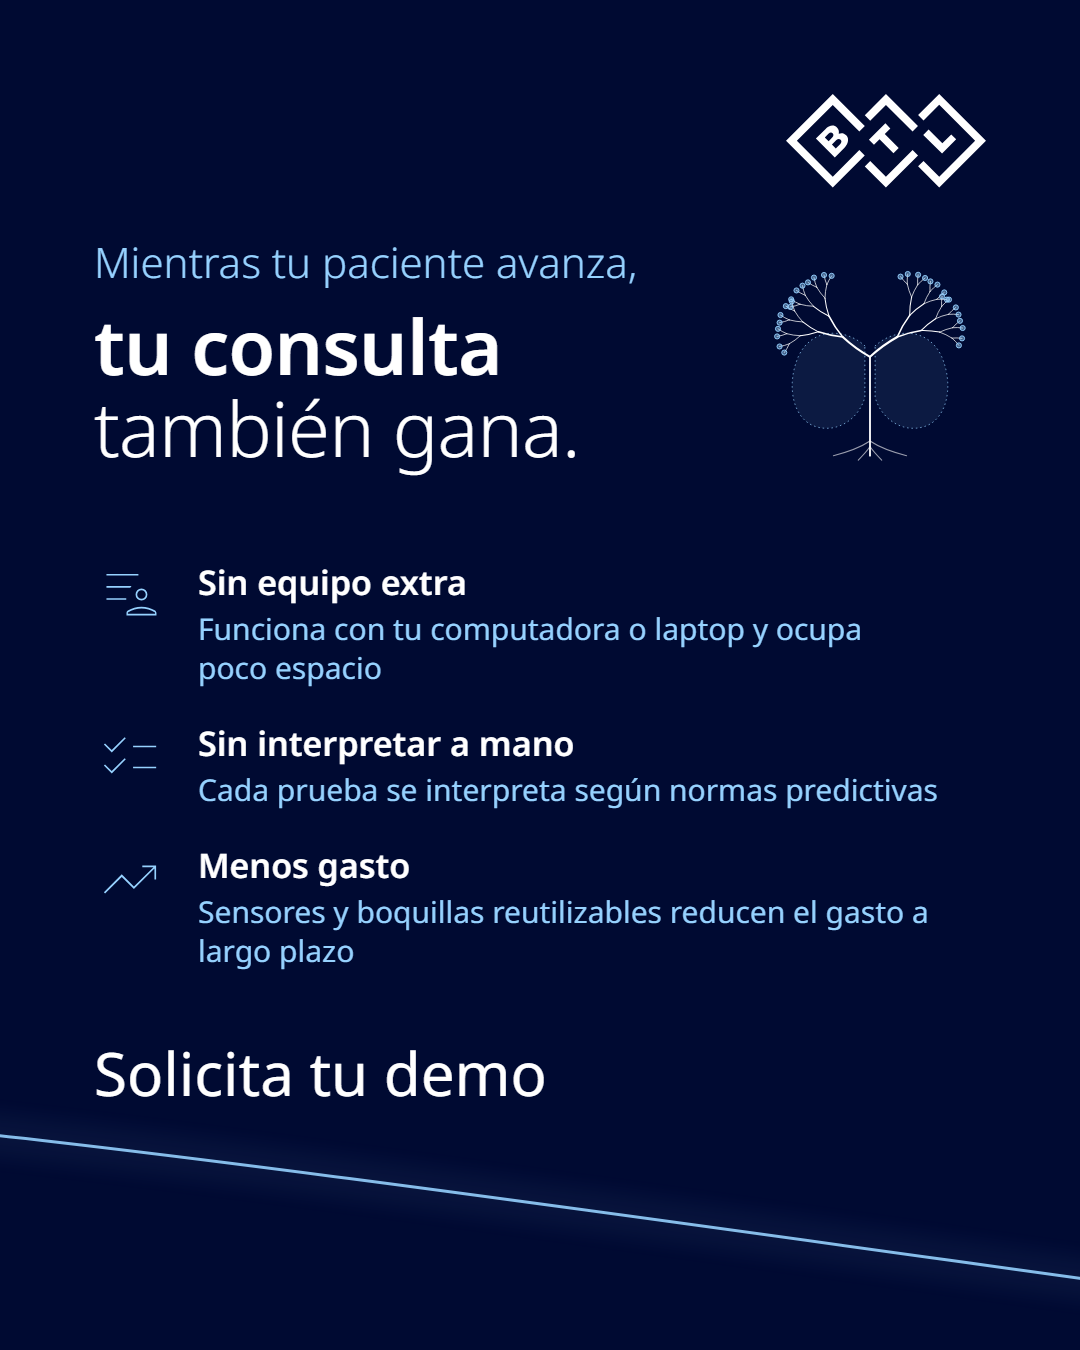 BTL
Mientras tu paciente avanza,
tu consulta
también gana.
Sin equipo extra
Funciona con tu computadora o laptop y ocupa
poco espacio
Sin interpretar a mano
Cada prueba se interpreta según normas predictivas
Menos gasto
Sensores y boquillas reutilizables reducen el gasto a
largo plazo
Solicita tu demo